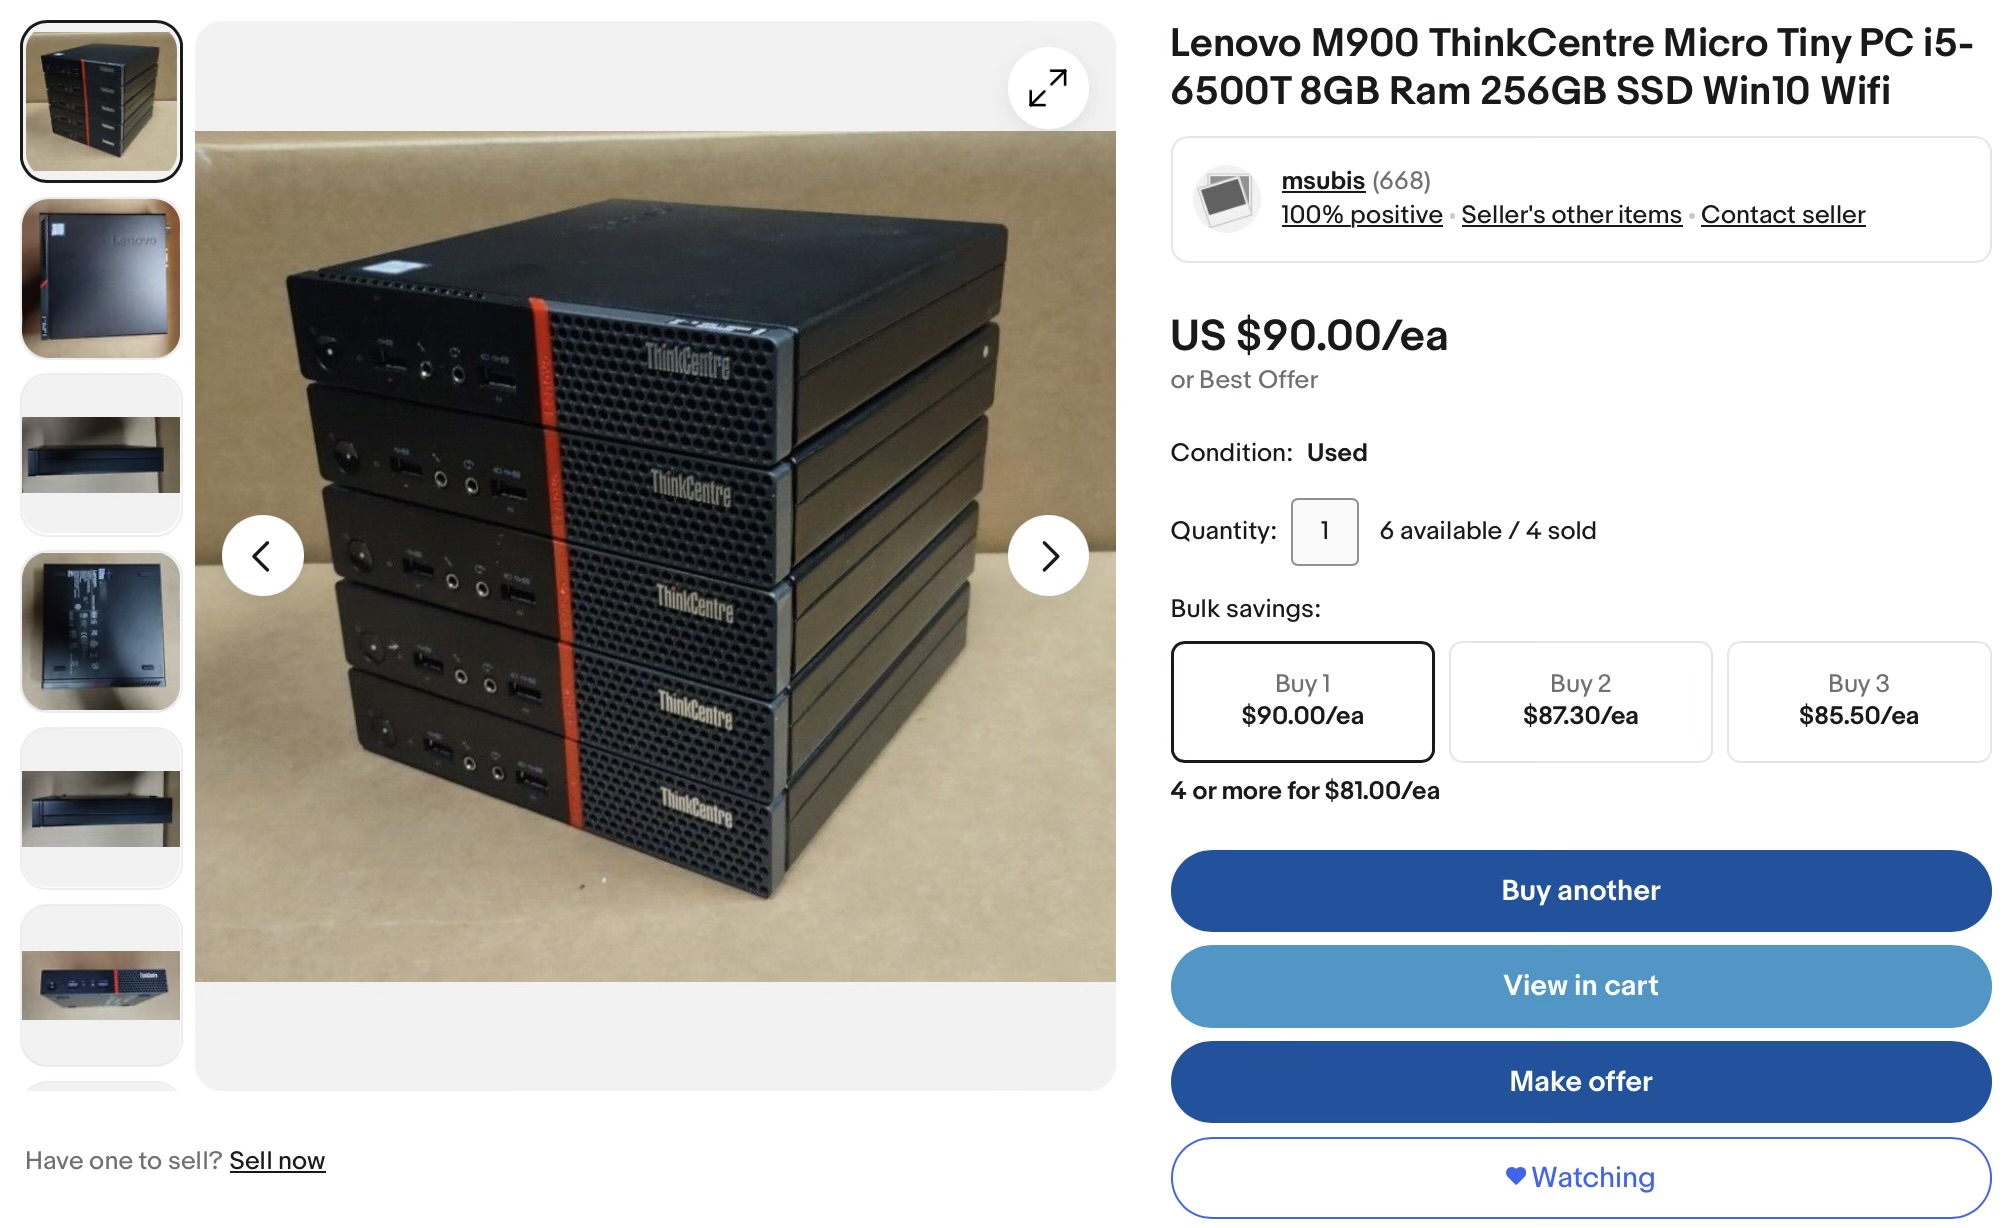 Lenovo M900 ThinkCentre Micro Tiny PC i5-
6500T 8GB Ram 256GB SSD Win10 Wifi
msubis (668)
100% positive • Seller's other items • Contact seller
US $90.00/ea
or Best Offer
Condition: Used
Quantity: 1 6 available / 4 sold
Bulk savings:
Buy 1
$90.00/ea
Buy 2
$87.30/ea
Buy 3
$85.50/ea
4 or more for $81.00/ea
Buy another
View in cart
Make offer
Watching
ThinkCentre
ThinkCentre
ThinkCentre
ThinkCentre
ThinkCentre
Lenovo
Have one to sell? Sell now